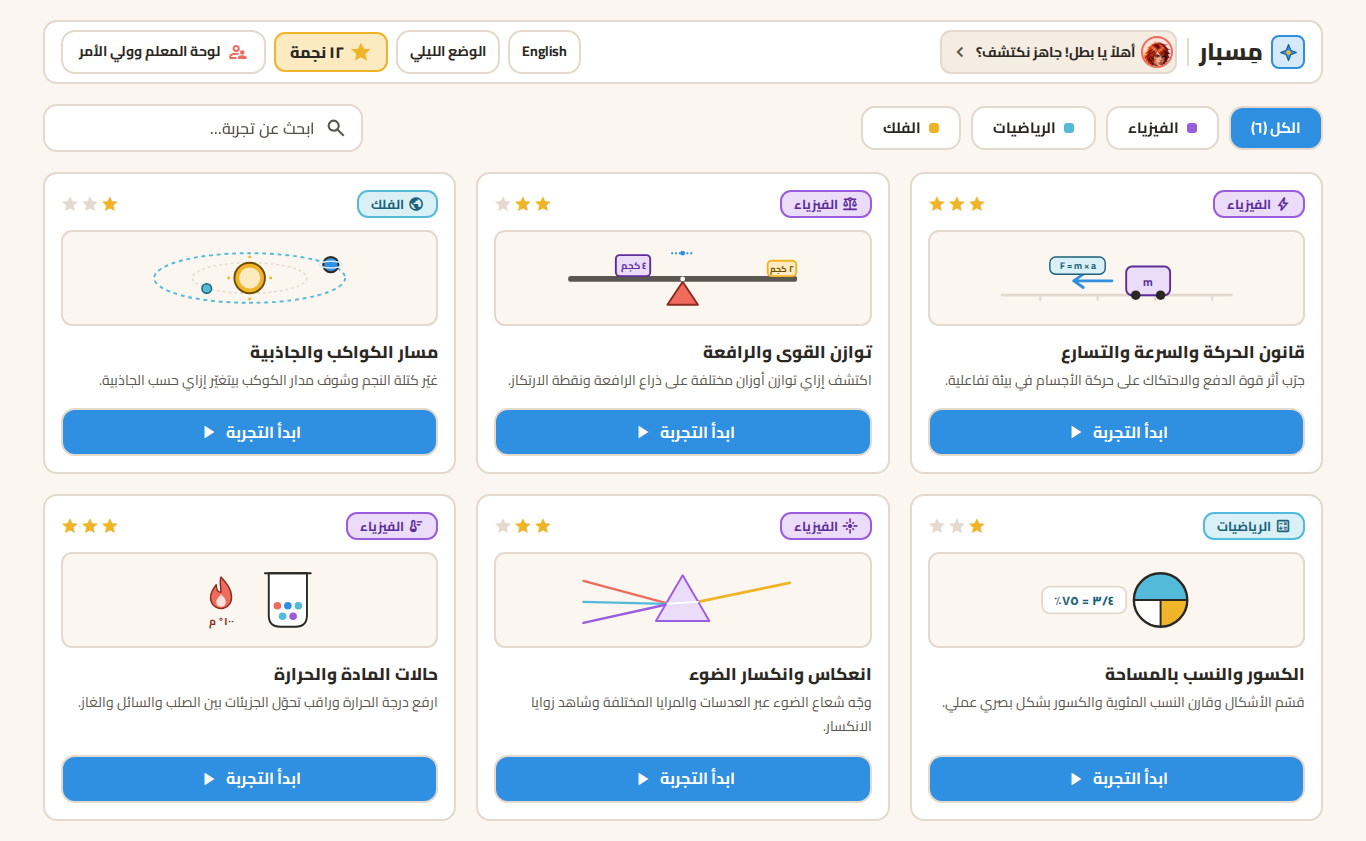 مسبار
أهلاً يا بطل! جاهز نكتشف؟
English
الوضع الليلي
١٢ نجمة
لوحة المعلم وولي الأمر
الكل (٦)
الفيزياء
الرياضيات
الفلك
ابحث عن تجربة...
الفيزياء
F = m × a
m
قانون الحركة والسرعة والتسارع
جرّب أثر قوة الدفع والاحتكاك على حركة الأجسام في بيئة تفاعلية.
ابدأ التجربة
الفيزياء
٤ كجم
٢ كجم
توازن القوى والرافعة
اكتشف إزاي توازن أوزان مختلفة على ذراع الرافعة ونقطة الارتكاز.
ابدأ التجربة
الفلك
مسار الكواكب والجاذبية
غيّر كتلة النجم وشوف مدار الكوكب بيتغيّر إزاي حسب الجاذبية.
ابدأ التجربة
الرياضيات
٣/٤ = ٧٥٪
الكسور والنسب بالمساحة
قسّم الأشكال وقارن النسب المئوية والكسور بشكل بصري عملي.
ابدأ التجربة
الفيزياء
انعكاس وانكسار الضوء
وجّه شعاع الضوء عبر العدسات والمرايا المختلفة وشاهد زوايا
الانكسار.
ابدأ التجربة
الفيزياء
١٠٠° م
حالات المادة والحرارة
ارفع درجة الحرارة وراقب تحوّل الجزيئات بين الصلب والسائل والغاز.
ابدأ التجربة